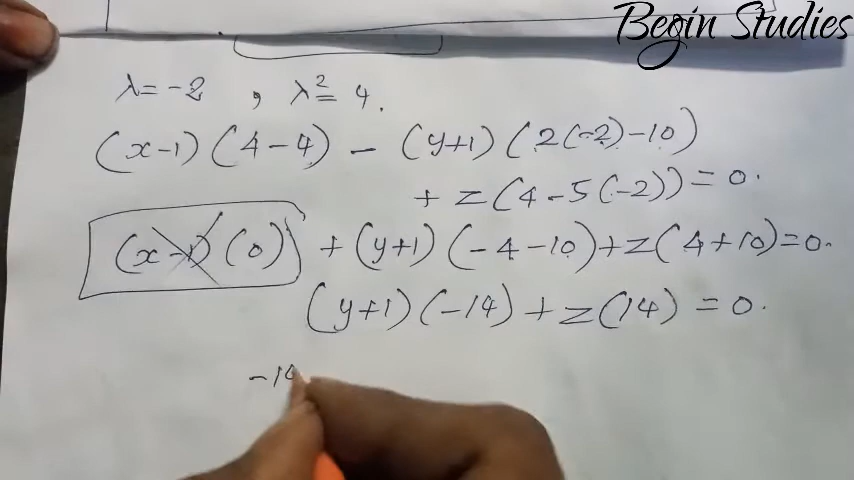 Begin Studies
λ = -2 , λ² = 4.
(x-1) (4-4) - (y+1) (2(-2)-10)
+ z(4-5(-2)) = 0.
(x-1) (0) + (y+1) (-4-10) + z(4+10) = 0.
(y+1) (-14) + z(14) = 0.
-14